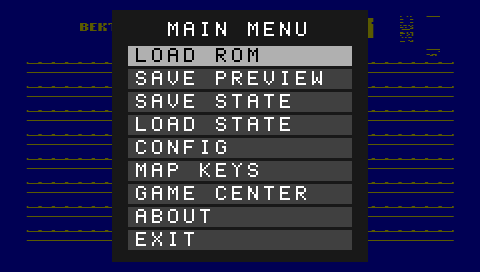 MAIN MENU
LOAD ROM
SAVE PREVIEW
SAVE STATE
LOAD STATE
CONFIG
MAP KEYS
GAME CENTER
ABOUT
EXIT